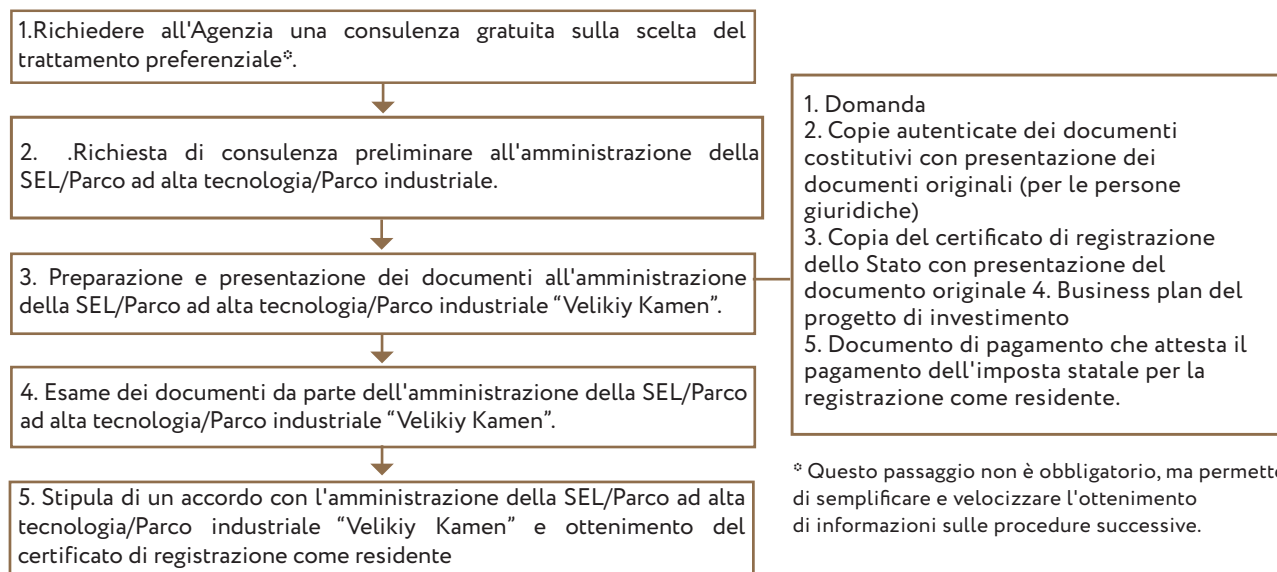 1.Richiedere all'Agenzia una consulenza gratuita sulla scelta del
trattamento preferenziale*.
2. .Richiesta di consulenza preliminare all'amministrazione della
SEL/Parco ad alta tecnologia/Parco industriale.
3. Preparazione e presentazione dei documenti all'amministrazione
della SEL/Parco ad alta tecnologia/Parco industriale "Velikiy Kamen".
4. Esame dei documenti da parte dell'amministrazione della SEL/Parco
ad alta tecnologia/Parco industriale "Velikiy Kamen".
5. Stipula di un accordo con l'amministrazione della SEL/Parco ad alta
tecnologia/Parco industriale "Velikiy Kamen" e ottenimento del
certificato di registrazione come residente
1. Domanda
2. Copie autenticate dei documenti
costitutivi con presentazione dei
documenti originali (per le persone
giuridiche)
3. Copia del certificato di registrazione
dello Stato con presentazione del
documento originale 4. Business plan del
progetto di investimento
5. Documento di pagamento che attesta il
pagamento dell'imposta statale per la
registrazione come residente.
* Questo passaggio non è obbligatorio, ma permette
di semplificare e velocizzare l'ottenimento
di informazioni sulle procedure successive.